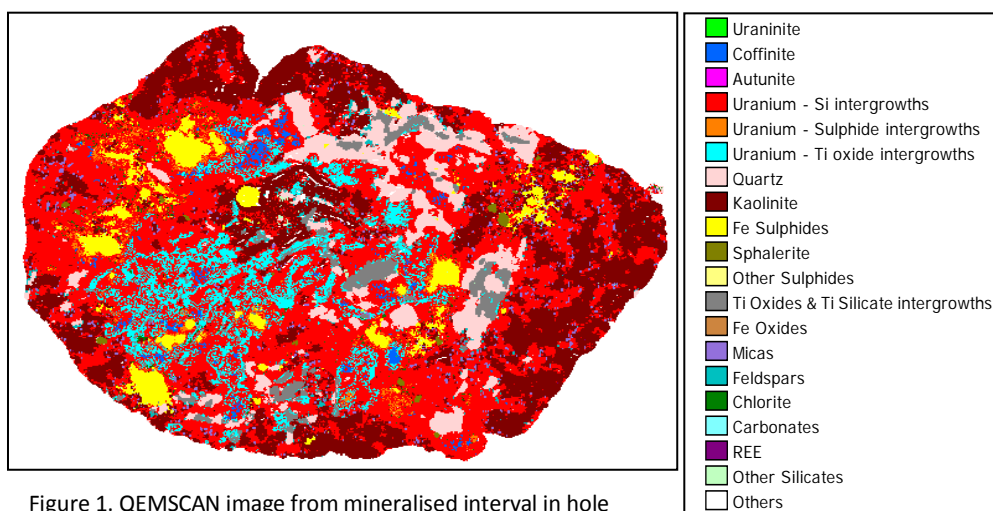 Uraninite
Coffinite
Autunite
Uranium - Si intergrowths
Uranium - Sulphide intergrowths
Uranium - Ti oxide intergrowths
Quartz
Kaolinite
Fe Sulphides
Sphalerite
Other Sulphides
Ti Oxides & Ti Silicate intergrowths
Fe Oxides
Micas
Feldspars
Chlorite
Carbonates
REE
Other Silicates
Others
Figure 1. QEMSCAN image from mineralised interval in hole